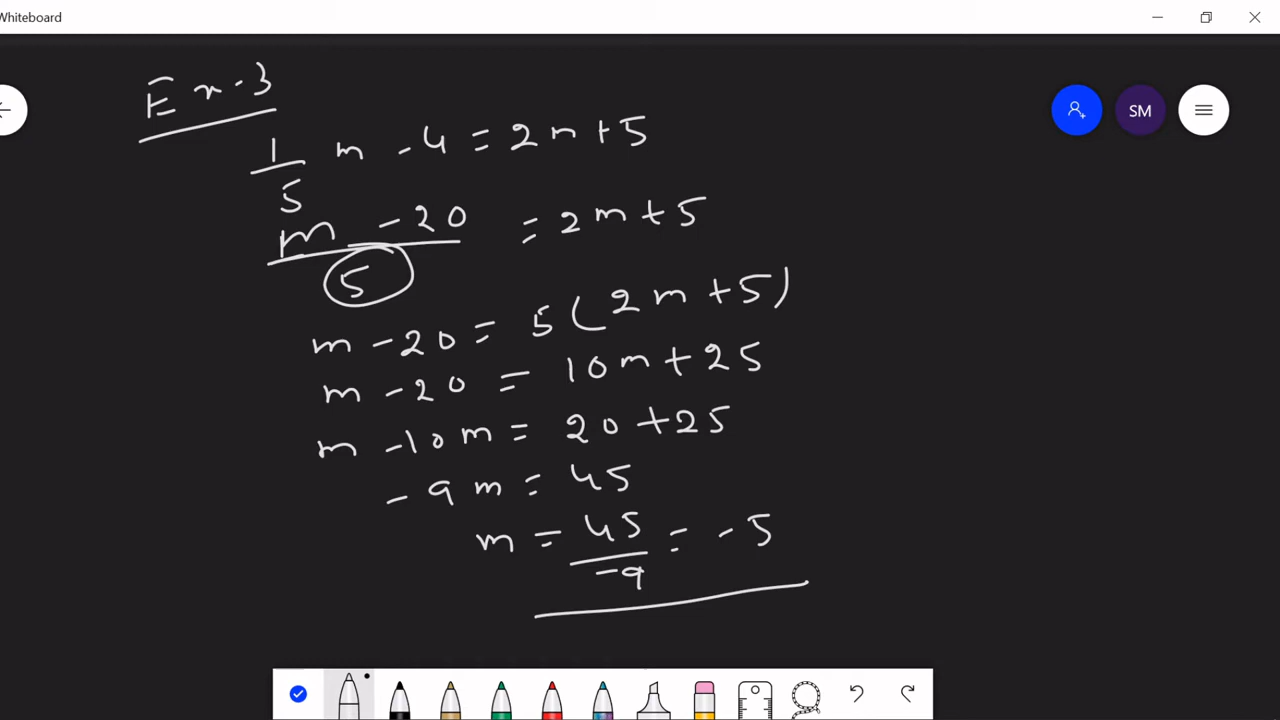 Whiteboard
Ex-3
SM
1/5 m - 4 = 2m + 5
m - 20 / 5 = 2m + 5
m - 20 = 5(2m + 5)
m - 20 = 10m + 25
m - 10m = 20 + 25
- 9m = 45
m = 45/-9 = - 5